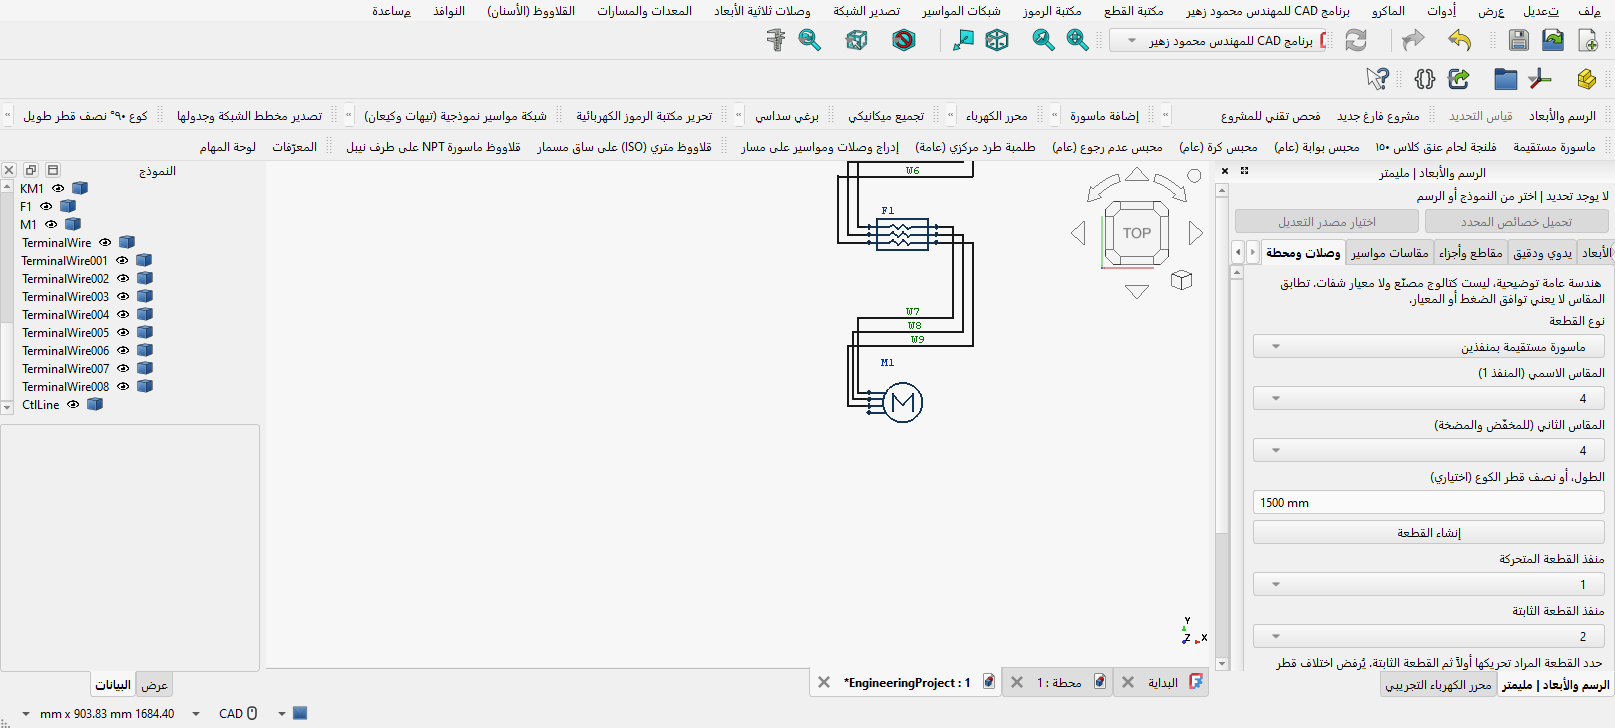 ملف عرض تعديل أدوات الماكرو برنامج CAD للمهندس محمود زهير مكتبة القطع مكتبة الرموز شبكات المواسير تصدير الشبكة وصلات ثلاثية الأبعاد المعدات والمسارات القلاووظ (الأسنان) النوافذ مساعدة
برنامج CAD للمهندس محمود زهير
الرسم والأبعاد قياس التحديد مشروع فارغ جديد فحص تقني للمشروع » إضافة ماسورة » محرر الكهرباء » تجميع ميكانيكي » برغي سداسي » تحرير مكتبة الرموز الكهربائية » شبكة مواسير نموذجية (تيهات وكيعان) » تصدير مخطط الشبكة وجدولها كوع ٩٠° نصف قطر طويل »
ماسورة مستقيمة فلنجة لحام عنق كلاس ١٥٠ محبس بوابة (عام) محبس كرة (عام) محبس عدم رجوع (عام) طلمبة طرد مركزي (عامة) إدراج وصلات ومواسير على مسار قلاووظ متري (ISO) على ساق مسمار قلاووظ ماسورة NPT على طرف نيبل المعرّفات لوحة المهام
النموذج
KM1
F1
M1
TerminalWire
TerminalWire001
TerminalWire002
TerminalWire003
TerminalWire004
TerminalWire005
TerminalWire006
TerminalWire007
TerminalWire008
CtlLine
عرض البيانات
W6
F1
W7
W8
W9
M1
M
TOP
Y
Z X
الرسم والأبعاد | مليمتر
لا يوجد تحديد | اختر من النموذج أو الرسم
تحميل خصائص المحدد اختيار مصدر التعديل
الأبعاد يدوي ودقيق مقاطع وأجزاء مقاسات مواسير وصلات ومحطة
هندسة عامة توضيحية، ليست كتالوج مصنّع ولا معيار شفات. تطابق
المقاس لا يعني توافق الضغط أو المعيار.
نوع القطعة
ماسورة مستقيمة بمنفذين
المقاس الاسمي (المنفذ 1)
4
المقاس الثاني (للمخفّض والمضخة)
4
الطول، أو نصف قطر الكوع (اختياري)
1500 mm
إنشاء القطعة
منفذ القطعة المتحركة
1
منفذ القطعة الثابتة
2
حدد القطعة المراد تحريكها أولاً ثم القطعة الثابتة. يُرفض اختلاف قطر
الرسم والأبعاد | مليمتر محرر الكهرباء التجريبي
البداية محطة : 1 EngineeringProject : 1*
1684.40 mm x 903.83 mm CAD